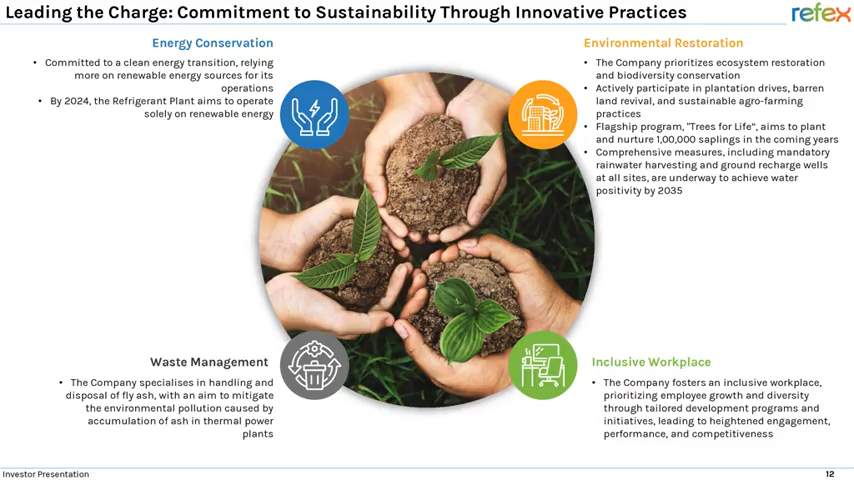 Leading the Charge: Commitment to Sustainability Through Innovative Practices
refex
Energy Conservation
• Committed to a clean energy transition, relying
more on renewable energy sources for its
operations
• By 2024, the Refrigerant Plant aims to operate
solely on renewable energy
Environmental Restoration
• The Company prioritizes ecosystem restoration
and biodiversity conservation
• Actively participate in plantation drives, barren
land revival, and sustainable agro-farming
practices
• Flagship program, "Trees for Life", aims to plant
and nurture 1,00,000 saplings in the coming years
• Comprehensive measures, including mandatory
rainwater harvesting and ground recharge wells
at all sites, are underway to achieve water
positivity by 2035
Waste Management
• The Company specialises in handling and
disposal of fly ash, with an aim to mitigate
the environmental pollution caused by
accumulation of ash in thermal power
plants
Inclusive Workplace
• The Company fosters an inclusive workplace,
prioritizing employee growth and diversity
through tailored development programs and
initiatives, leading to heightened engagement,
performance, and competitiveness
Investor Presentation
12